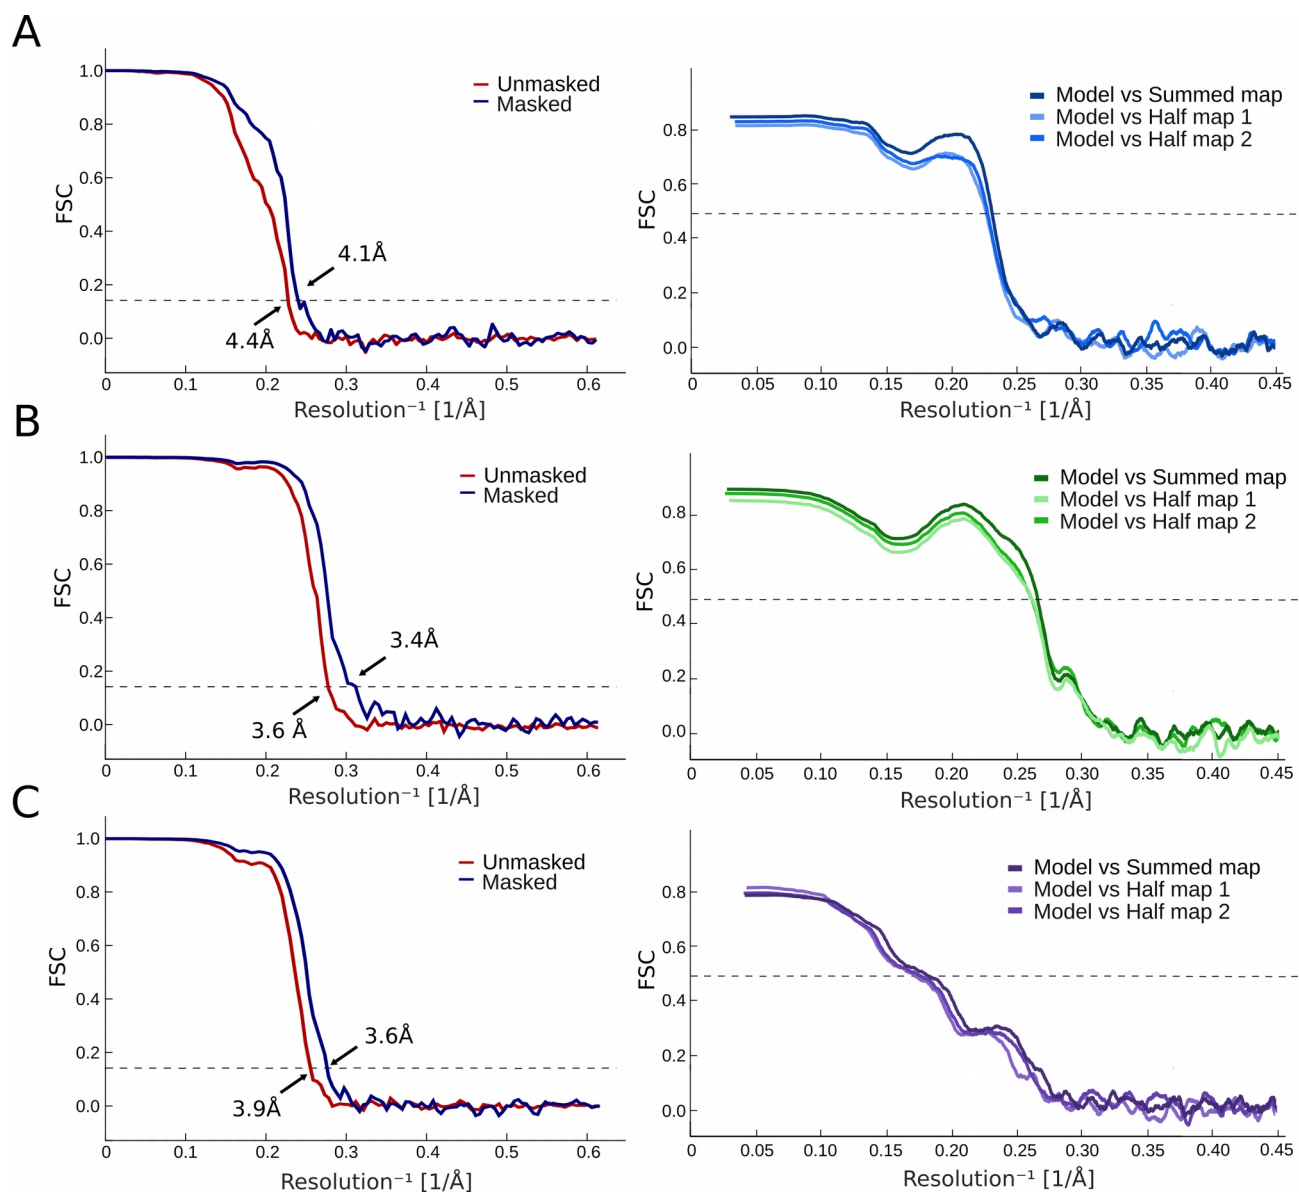 A
1.0
0.8
0.6
0.4
0.2
0.0
FSC
Unmasked
Masked
4.1Å
4.4Å
0 0.1 0.2 0.3 0.4 0.5 0.6
Resolution⁻¹ [1/Å]
0.8
0.6
0.4
0.2
0.0
FSC
Model vs Summed map
Model vs Half map 1
Model vs Half map 2
0 0.05 0.10 0.15 0.20 0.25 0.30 0.35 0.40 0.45
Resolution⁻¹ [1/Å]
B
1.0
0.8
0.6
0.4
0.2
0.0
FSC
Unmasked
Masked
3.4Å
3.6 Å
0 0.1 0.2 0.3 0.4 0.5 0.6
Resolution⁻¹ [1/Å]
0.8
0.6
0.4
0.2
0.0
FSC
Model vs Summed map
Model vs Half map 1
Model vs Half map 2
0 0.05 0.10 0.15 0.20 0.25 0.30 0.35 0.40 0.45
Resolution⁻¹ [1/Å]
C
1.0
0.8
0.6
0.4
0.2
0.0
FSC
Unmasked
Masked
3.6Å
3.9Å
0 0.1 0.2 0.3 0.4 0.5 0.6
Resolution⁻¹ [1/Å]
0.8
0.6
0.4
0.2
0.0
FSC
Model vs Summed map
Model vs Half map 1
Model vs Half map 2
0 0.05 0.10 0.15 0.20 0.25 0.30 0.35 0.40 0.45
Resolution⁻¹ [1/Å]